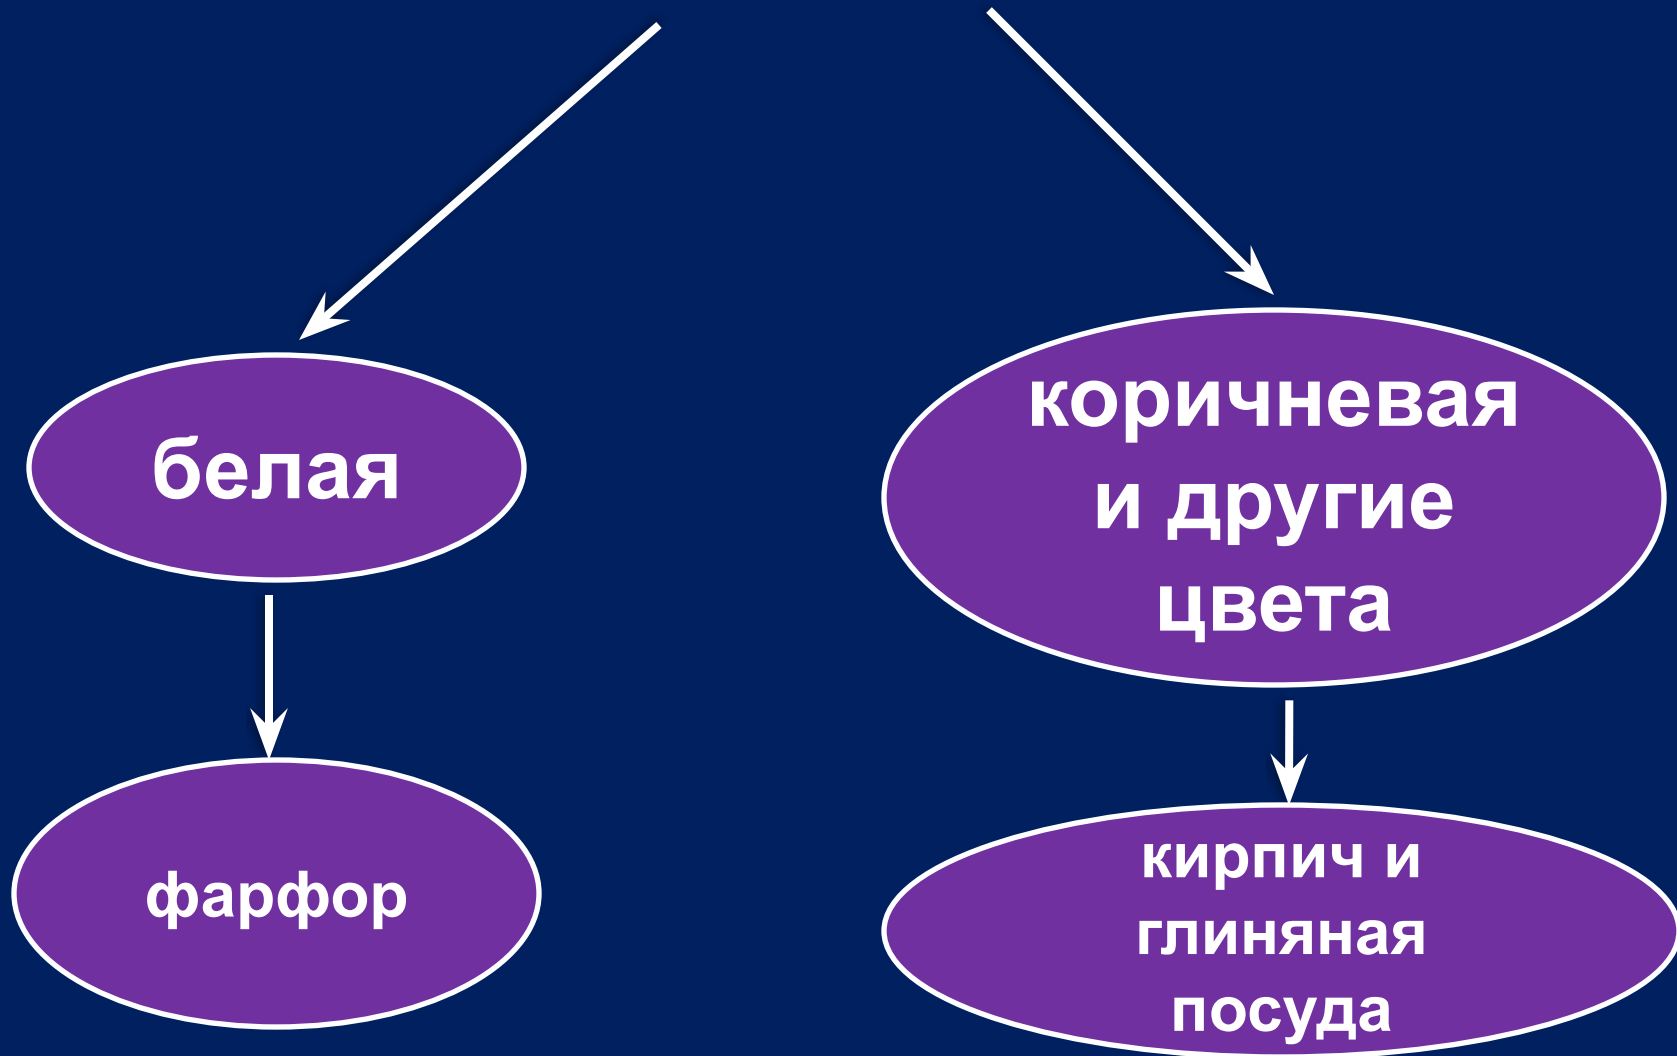 белая
коричневая
и другие
цвета
фарфор
кирпич и
глиняная
посуда